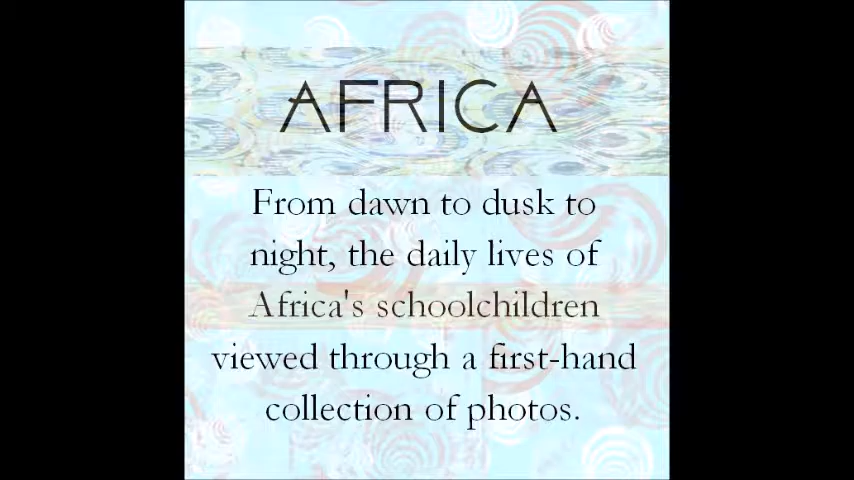 AFRICA
From dawn to dusk to
night, the daily lives of
Africa's schoolchildren
viewed through a first-hand
collection of photos.